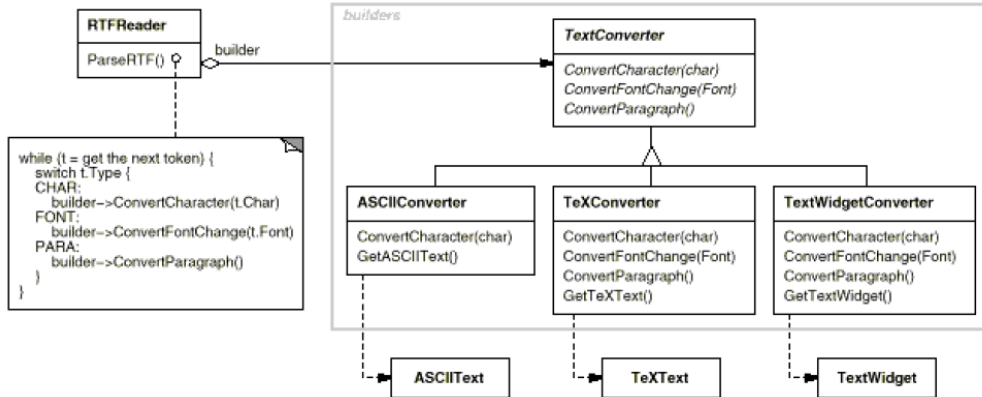 builders
RTFReader
ParseRTF()
builder
TextConverter
ConvertCharacter(char)
ConvertFontChange(Font)
ConvertParagraph()
while (t = get the next token) {
switch t.Type {
CHAR:
builder->ConvertCharacter(t.Char)
FONT:
builder->ConvertFontChange(t.Font)
PARA:
builder->ConvertParagraph()
}
}
ASCIIConverter
ConvertCharacter(char)
GetASCIIText()
TeXConverter
ConvertCharacter(char)
ConvertFontChange(Font)
ConvertParagraph()
GetTeXText()
TextWidgetConverter
ConvertCharacter(char)
ConvertFontChange(Font)
ConvertParagraph()
GetTextWidget()
ASCIIText
TeXText
TextWidget